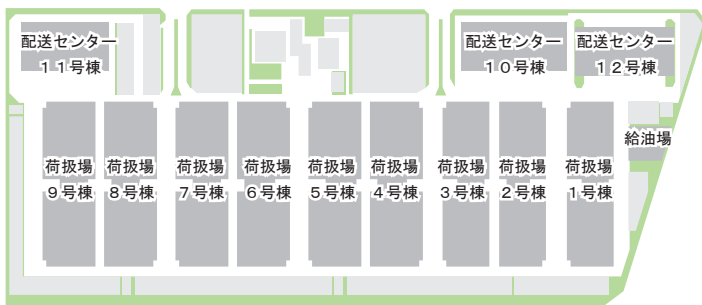 配送センター
１１号棟
配送センター
１０号棟
配送センター
１２号棟
給油場
荷扱場
９号棟
荷扱場
８号棟
荷扱場
７号棟
荷扱場
６号棟
荷扱場
５号棟
荷扱場
４号棟
荷扱場
３号棟
荷扱場
２号棟
荷扱場
１号棟